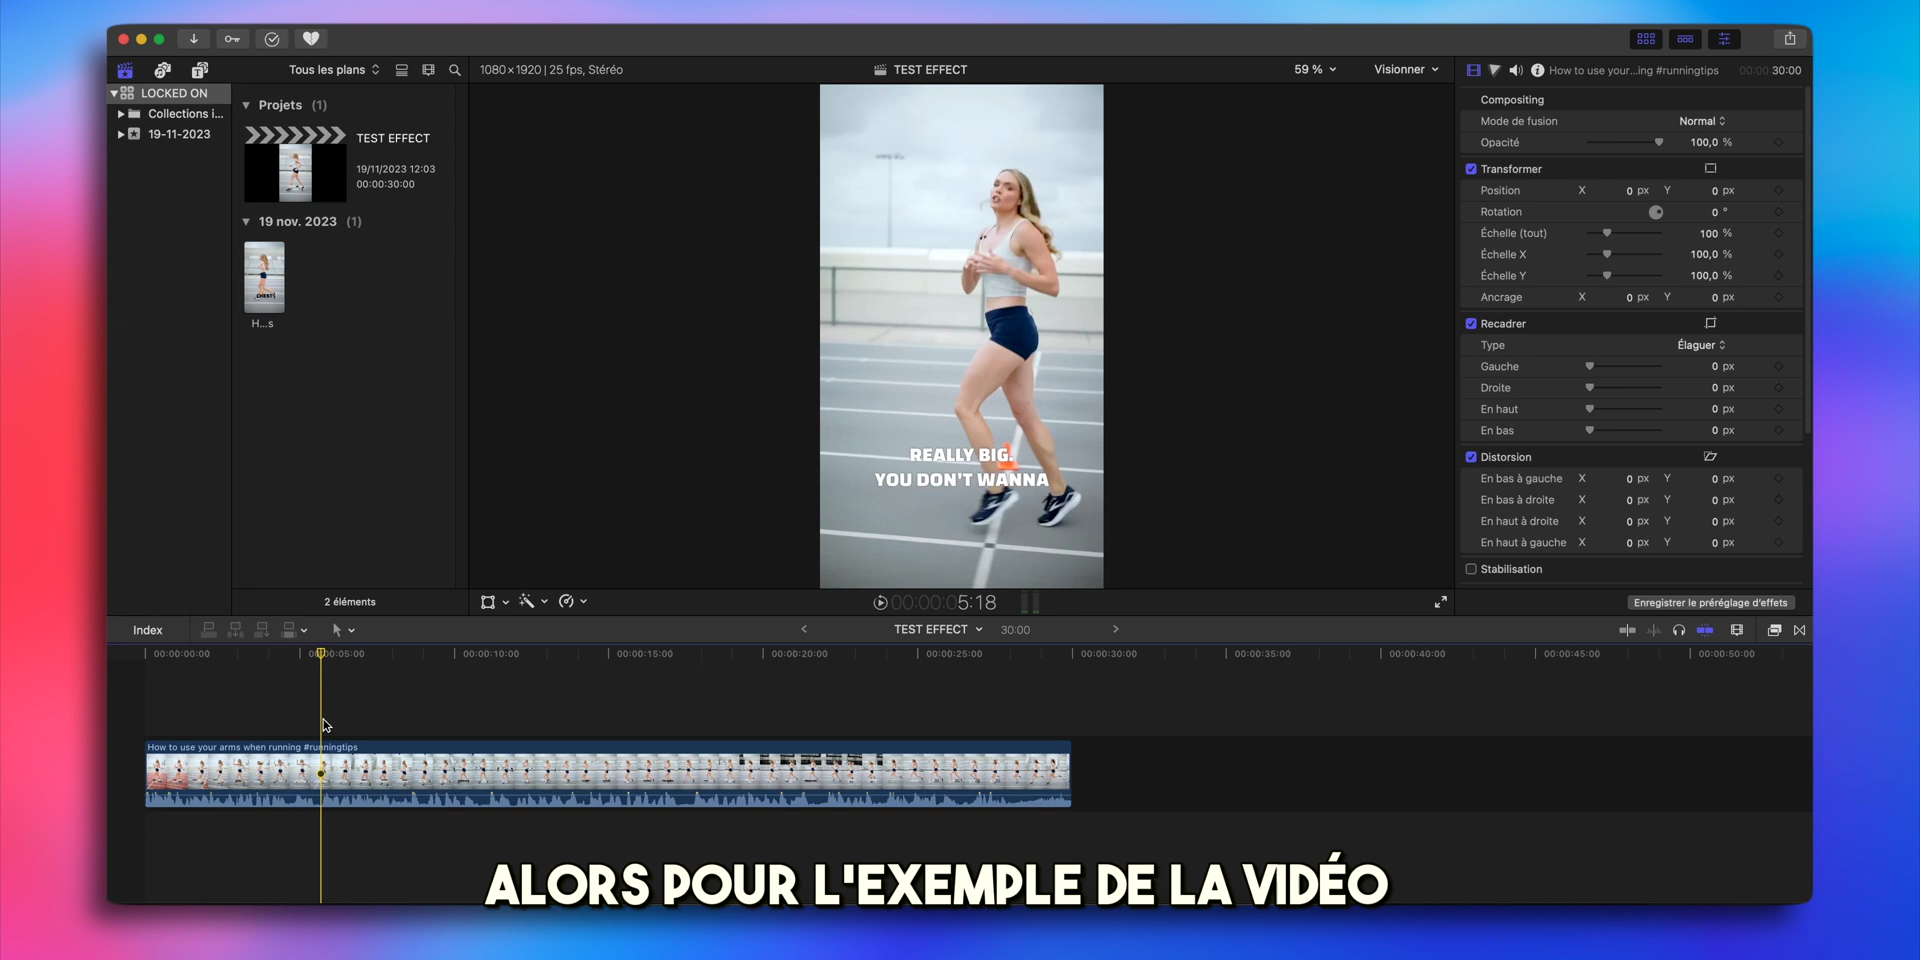 Tous les plans
1080×1920 | 25 fps, Stéréo
TEST EFFECT
59 %
Visionner
How to use your...ing #runningtips
00:00:30:00
LOCKED ON
Collections i...
19-11-2023
Projets (1)
TEST EFFECT
19/11/2023 12:03
00:00:30:00
19 nov. 2023 (1)
CHEST
H...s
2 éléments
REALLY BIG.
YOU DON'T WANNA
Compositing
Mode de fusion Normal
Opacité 100,0 %
Transformer
Position X 0 px Y 0 px
Rotation 0 °
Échelle (tout) 100 %
Échelle X 100,0 %
Échelle Y 100,0 %
Ancrage X 0 px Y 0 px
Recadrer
Type Élaguer
Gauche 0 px
Droite 0 px
En haut 0 px
En bas 0 px
Distorsion
En bas à gauche X 0 px Y 0 px
En bas à droite X 0 px Y 0 px
En haut à droite X 0 px Y 0 px
En haut à gauche X 0 px Y 0 px
Stabilisation
Enregistrer le préréglage d'effets
00:00:05:18
Index
TEST EFFECT 30:00
00:00:00:00 00:00:05:00 00:00:10:00 00:00:15:00 00:00:20:00 00:00:25:00 00:00:30:00 00:00:35:00 00:00:40:00 00:00:45:00 00:00:50:00
How to use your arms when running #runningtips
ALORS POUR L'EXEMPLE DE LA VIDÉO